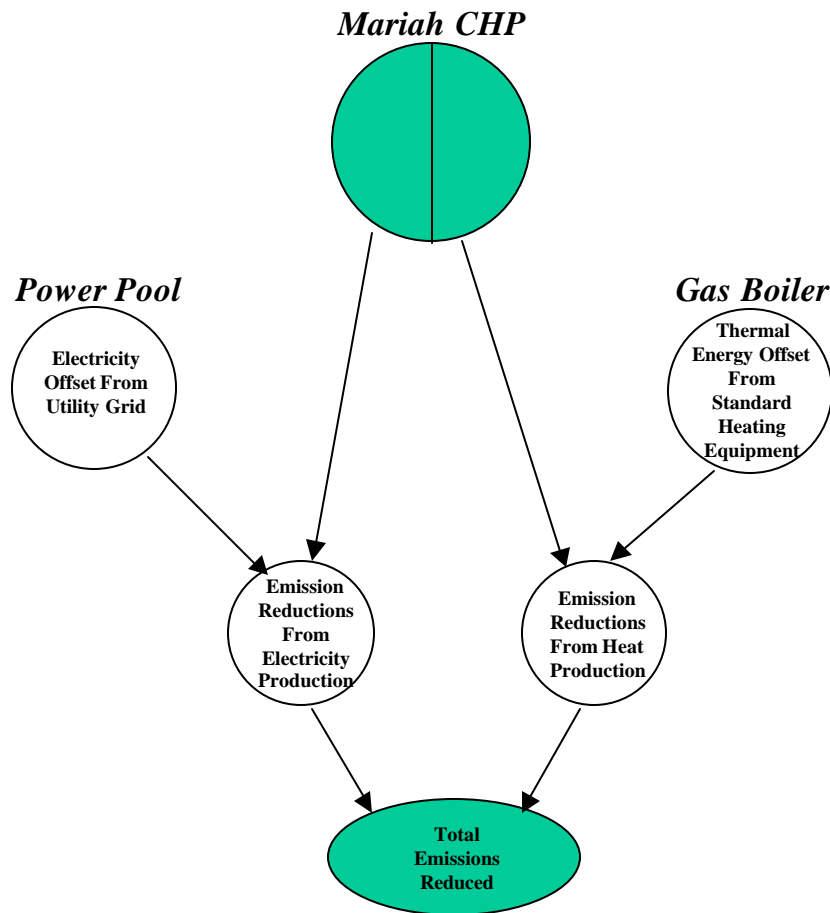 Mariah CHP
Power Pool
Electricity
Offset From
Utility Grid
Gas Boiler
Thermal
Energy Offset
From
Standard
Heating
Equipment
Emission
Reductions
From
Electricity
Production
Emission
Reductions
From Heat
Production
Total
Emissions
Reduced